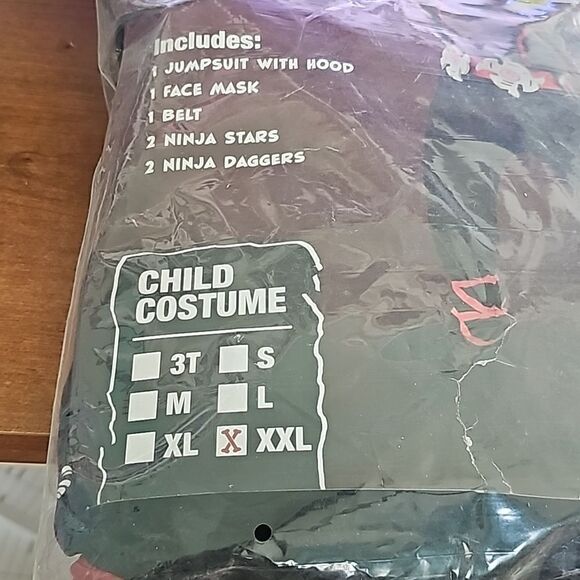 Includes:
1 JUMPSUIT WITH HOOD
1 FACE MASK
1 BELT
2 NINJA STARS
2 NINJA DAGGERS
CHILD
COSTUME
3T S
M L
XL X XXL